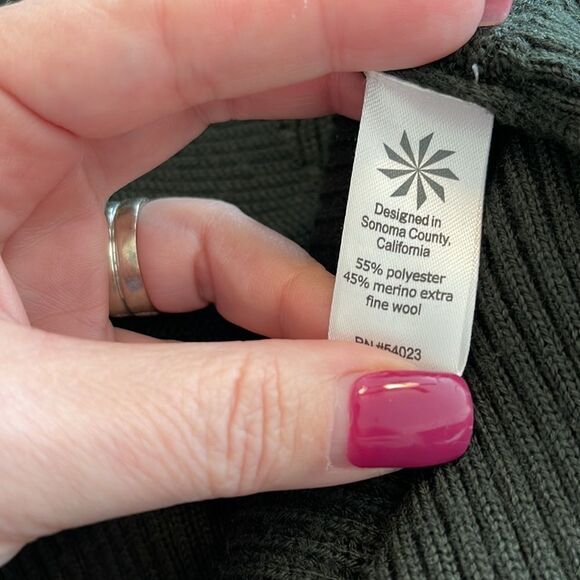 Designed in
Sonoma County,
California
55% polyester
45% merino extra
fine wool
RN #54023